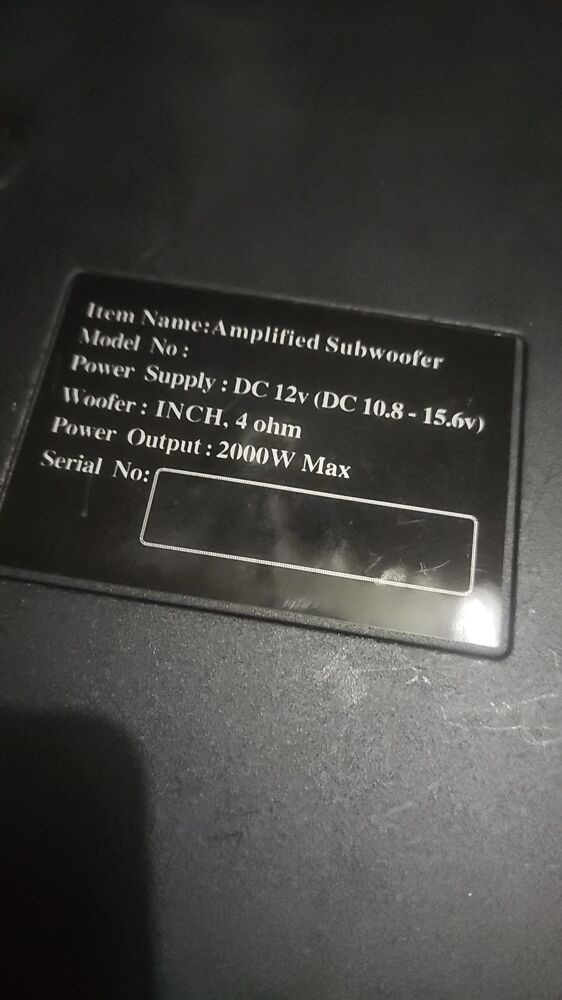 Item Name:Amplified Subwoofer
Model No :
Power Supply : DC 12v (DC 10.8 - 15.6v)
Woofer : INCH, 4 ohm
Power Output : 2000W Max
Serial No: